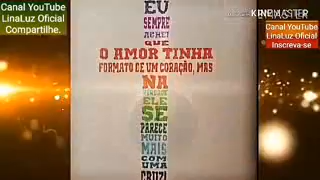 Canal YouTube
LinaLuz Oficial
Compartilhe.
KINEMASTER
Canal YouTube
LinaLuz Oficial
Inscreva-se
EU
SEMPRE
ACHEI
QUE
O AMOR TINHA
FORMATO DE UM CORAÇÃO, MAS
NA
VERDADE
ELE
SE
PARECE
MUITO
MAIS
COM
UMA
CRUZ!